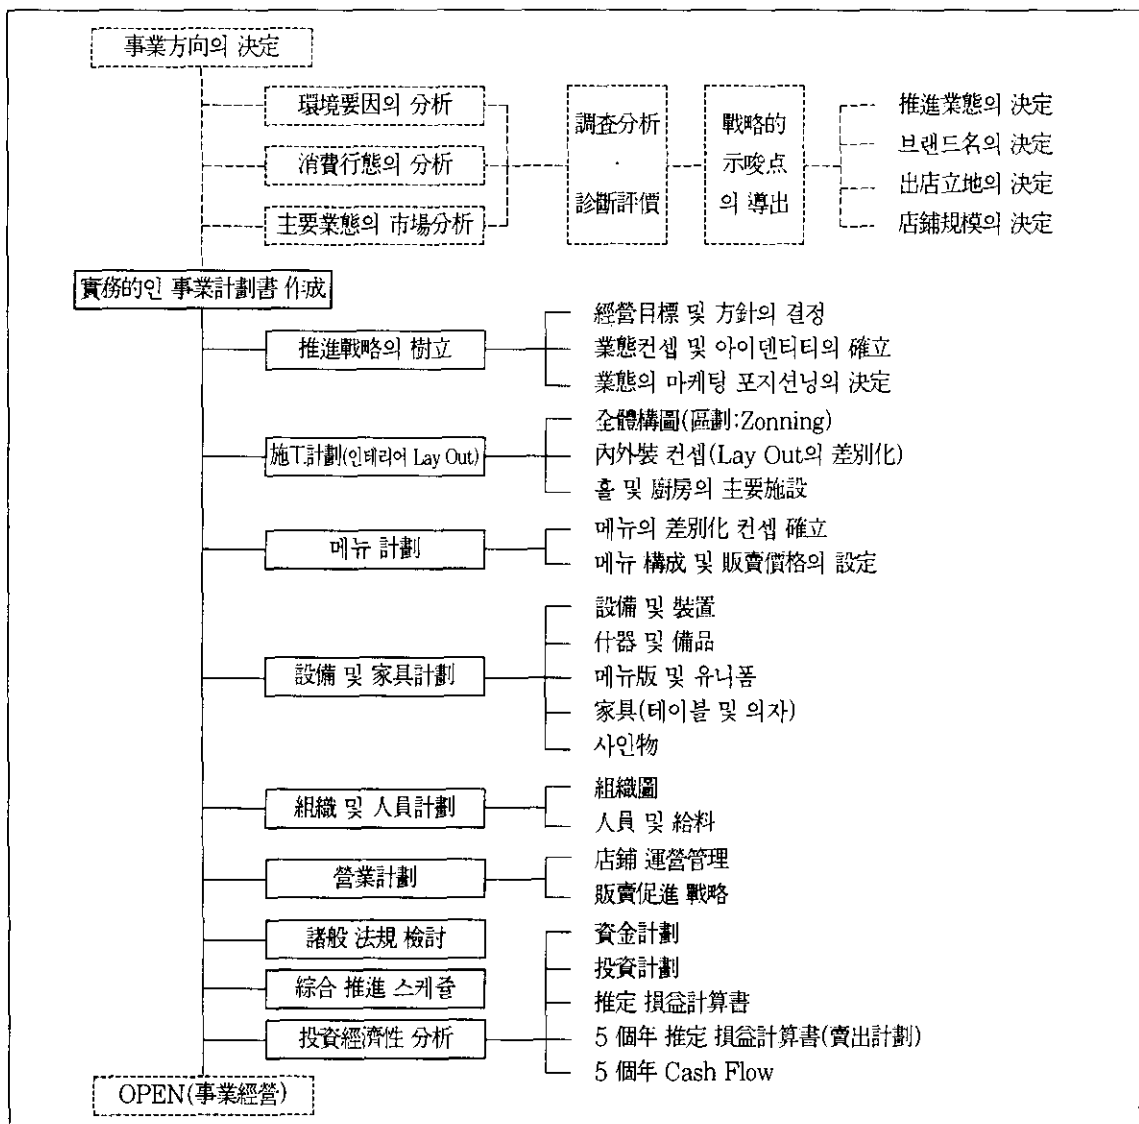 事業方向의 決定
環境要因의 分析
消費行態의 分析
主要業態의 市場分析
調査分析
·
診斷評價
戰略的
示唆点
의 導出
推進業態의 決定
브랜드名의 決定
出店立地의 決定
店鋪規模의 決定
實務的인 事業計劃書 作成
推進戰略의 樹立
經營目標 및 方針의 결정
業態컨셉 및 아이덴티티의 確立
業態의 마케팅 포지션닝의 決定
施工計劃(인테리어 Lay Out)
全體構圖(區劃:Zonning)
內外裝 컨셉(Lay Out의 差別化)
홀 및 廚房의 主要施設
메뉴 計劃
메뉴의 差別化 컨셉 確立
메뉴 構成 및 販賣價格의 設定
設備 및 家具計劃
設備 및 裝置
什器 및 備品
메뉴版 및 유니폼
家具(테이블 및 의자)
사인物
組織 및 人員計劃
組織圖
人員 및 給料
營業計劃
店鋪 運營管理
販賣促進 戰略
諸般 法規 檢討
綜合 推進 스케쥴
投資經濟性 分析
資金計劃
投資計劃
推定 損益計算書
5 個年 推定 損益計算書(賣出計劃)
5 個年 Cash Flow
OPEN(事業經營)